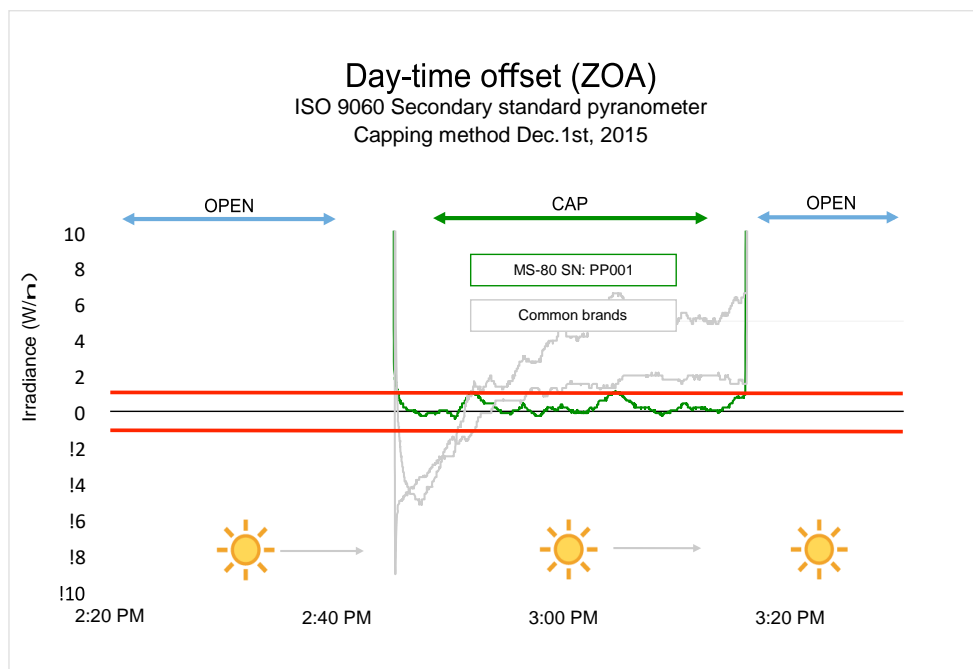 Day-time offset (ZOA)
ISO 9060 Secondary standard pyranometer
Capping method Dec.1st, 2015
OPEN
CAP
OPEN
Irradiance (W/n)
10
8
6
4
2
0
!2
!4
!6
!8
!10
MS-80 SN: PP001
Common brands
2:20 PM
2:40 PM
3:00 PM
3:20 PM